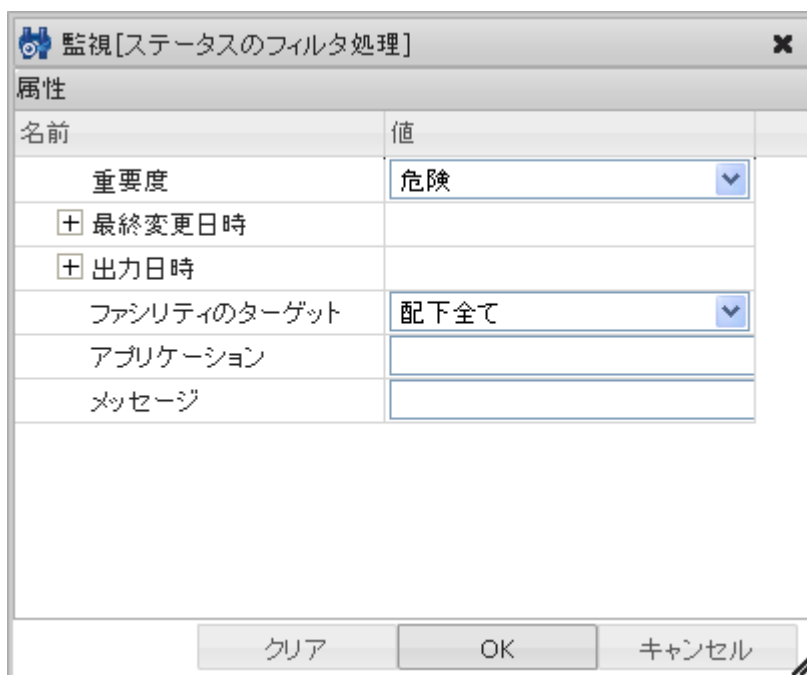 監視[ステータスのフィルタ処理]
属性
名前 値
重要度 危険
最終変更日時
出力日時
ファシリティのターゲット 配下全て
アプリケーション
メッセージ
クリア OK キャンセル